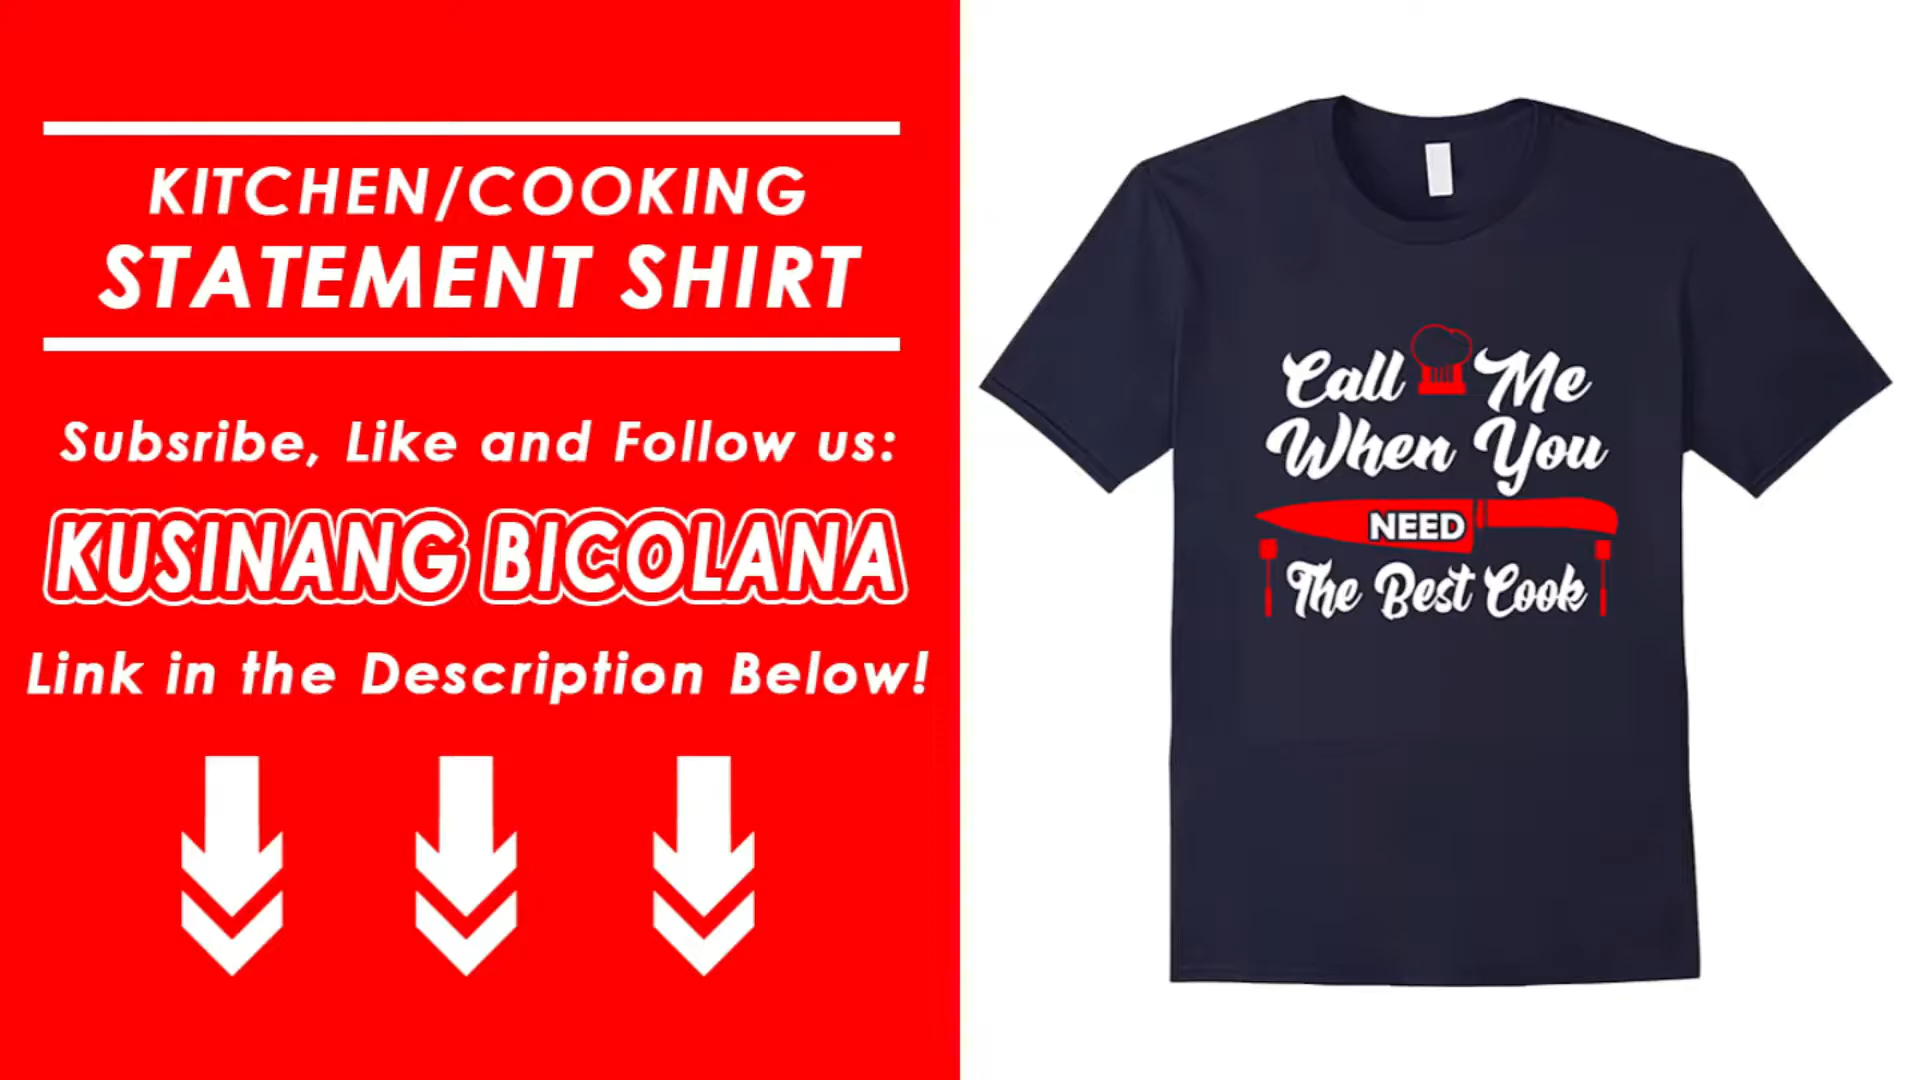 KITCHEN/COOKING
STATEMENT SHIRT
Subsribe, Like and Follow us:
KUSINANG BICOLANA
Link in the Description Below!
Call Me
When You
NEED
The Best Cook